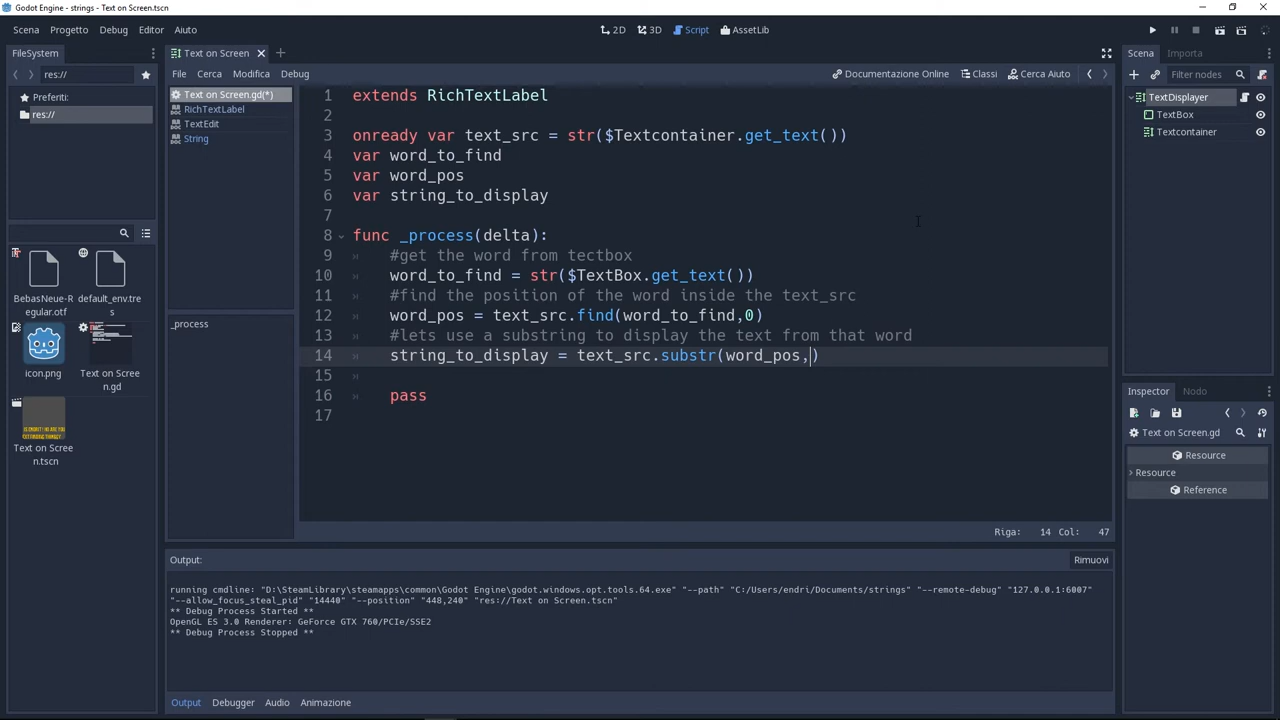 Godot Engine - strings - Text on Screen.tscn
Scena Progetto Debug Editor Aiuto
2D 3D Script AssetLib
FileSystem
res://
Preferiti:
res://
BebasNeue-R
egular.otf
default_env.tre
s
icon.png
Text on Screen.
gd
Text on Scree
n.tscn
Text on Screen
File Cerca Modifica Debug
Documentazione Online Classi Cerca Aiuto
Text on Screen.gd(*)
RichTextLabel
TextEdit
String
_process
1 extends RichTextLabel
2
3 onready var text_src = str($Textcontainer.get_text())
4 var word_to_find
5 var word_pos
6 var string_to_display
7
8 func _process(delta):
9 #get the word from tectbox
10 word_to_find = str($TextBox.get_text())
11 #find the position of the word inside the text_src
12 word_pos = text_src.find(word_to_find,0)
13 #lets use a substring to display the text from that word
14 string_to_display = text_src.substr(word_pos,)
15
16 pass
17
Riga: 14 Col: 47
Output: Rimuovi
running cmdline: "D:\SteamLibrary\steamapps\common\Godot Engine\godot.windows.opt.tools.64.exe" "--path" "C:/Users/endri/Documents/strings" "--remote-debug" "127.0.0.1:6007"
"--allow_focus_steal_pid" "14440" "--position" "448,240" "res://Text on Screen.tscn"
** Debug Process Started **
OpenGL ES 3.0 Renderer: GeForce GTX 760/PCIe/SSE2
** Debug Process Stopped **
Output Debugger Audio Animazione
Scena Importa
Filter nodes
TextDisplayer
TextBox
Textcontainer
Inspector Nodo
Text on Screen.gd
Resource
Resource
Reference